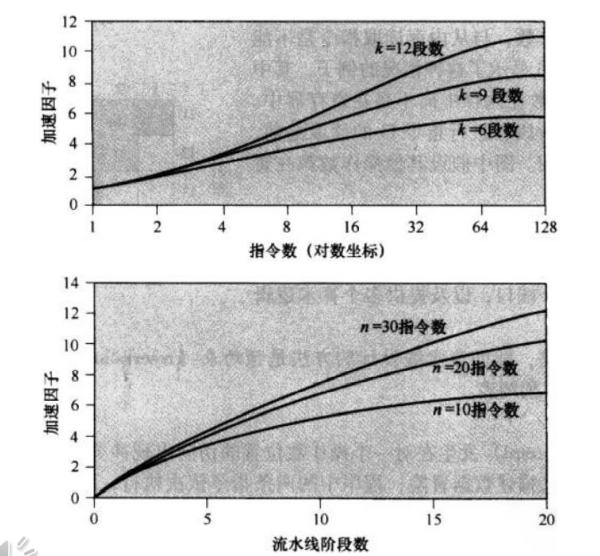 12
10
8
6
4
2
0
加速因子
k=12段数
k=9 段数
k=6段数
1 2 4 8 16 32 64 128
指令数（对数坐标）
14
12
10
8
6
4
2
0
加速因子
n=30指令数
n=20指令数
n=10指令数
0 5 10 15 20
流水线阶段数